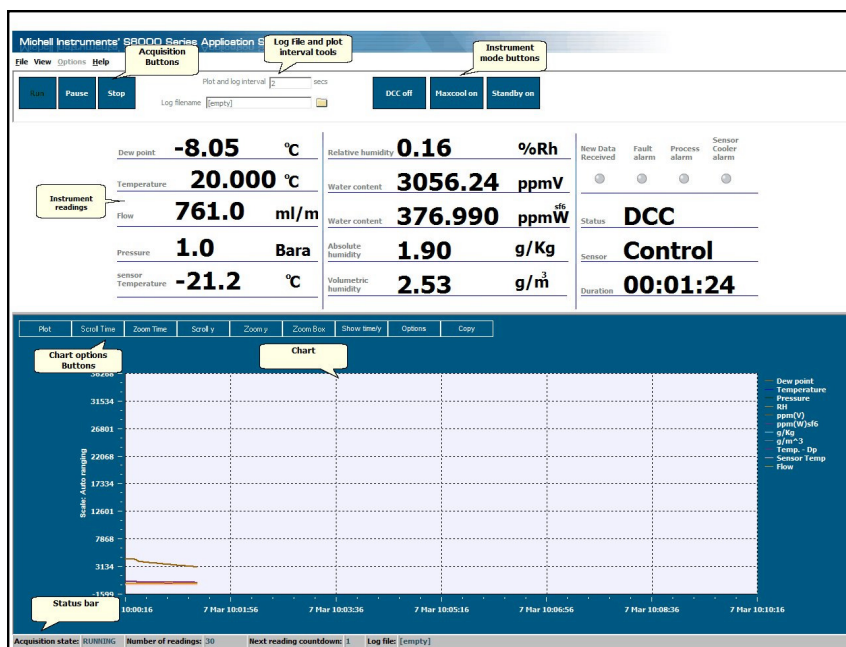 Michell Instruments' S8000 Series Application S
Acquisition
Buttons
Log File and plot
interval tools
Instrument
mode buttons
File View Options Help
Run Pause Stop
Plot and log interval 2 secs
Log filename [empty]
DCC off Maxcool on Standby on
Dew point -8.05 °C
Temperature 20.000 °C
Flow 761.0 ml/m
Pressure 1.0 Bara
sensor
Temperature -21.2 °C
Instrument
readings
Relative humidity 0.16 %Rh
Water content 3056.24 ppmV
Water content 376.990 ppmW sf6
Absolute
humidity 1.90 g/Kg
Volumetric
humidity 2.53 g/m3
New Data
Received
Fault
alarm
Process
alarm
Sensor
Cooler
alarm
Status DCC
Sensor Control
Duration 00:01:24
Plot Scroll Time Zoom Time Scroll y Zoom y Zoom Box Show time/y Options Copy
Chart options
Buttons
Chart
36268
31534
26801
22068
17334
12601
7868
3134
-1599
Scale: Auto ranging
Dew point
Temperature
Pressure
RH
ppm(V)
ppm(W)sf6
g/Kg
g/m^3
Temp. - Dp
Sensor Temp
Flow
Status bar
10:00:16 7 Mar 10:01:56 7 Mar 10:03:36 7 Mar 10:05:16 7 Mar 10:06:56 7 Mar 10:08:36 7 Mar 10:10:16
Acquisition state: RUNNING Number of readings: 30 Next reading countdown: 1 Log file: [empty]